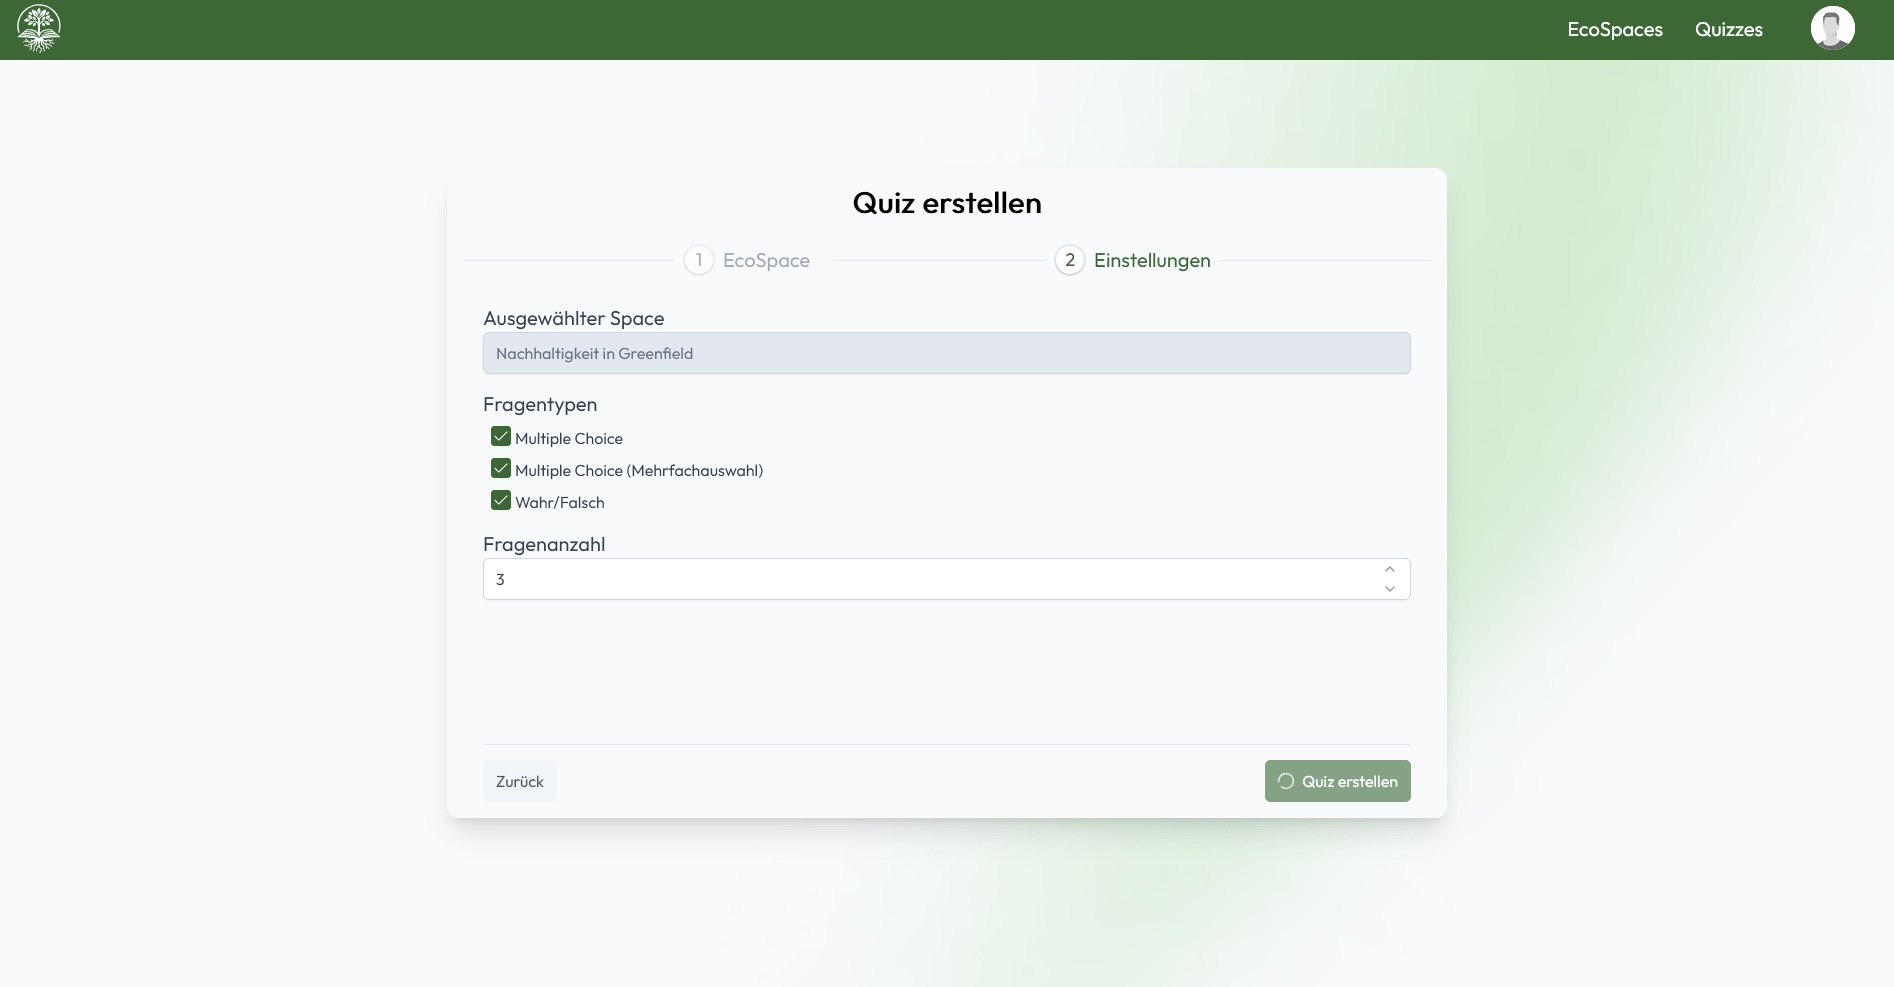 EcoSpaces Quizzes
Quiz erstellen
1 EcoSpace 2 Einstellungen
Ausgewählter Space
Nachhaltigkeit in Greenfield
Fragentypen
Multiple Choice
Multiple Choice (Mehrfachauswahl)
Wahr/Falsch
Fragenanzahl
3
Zurück Quiz erstellen